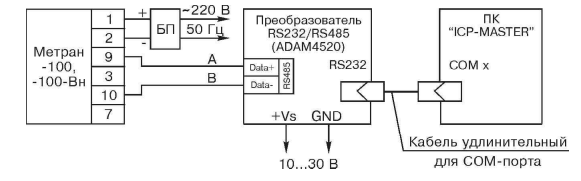 Метран
-100,
-100-Вн
1
2
9
3
10
7
+
-
БП
~220 В
50 Гц
А
В
Преобразователь
RS232/RS485
(ADAM4520)
Data+
Data-
RS485
RS232
+Vs GND
10...30 В
ПК
“ICP-MASTER”
COM x
Кабель удлинительный
для СОМ-порта